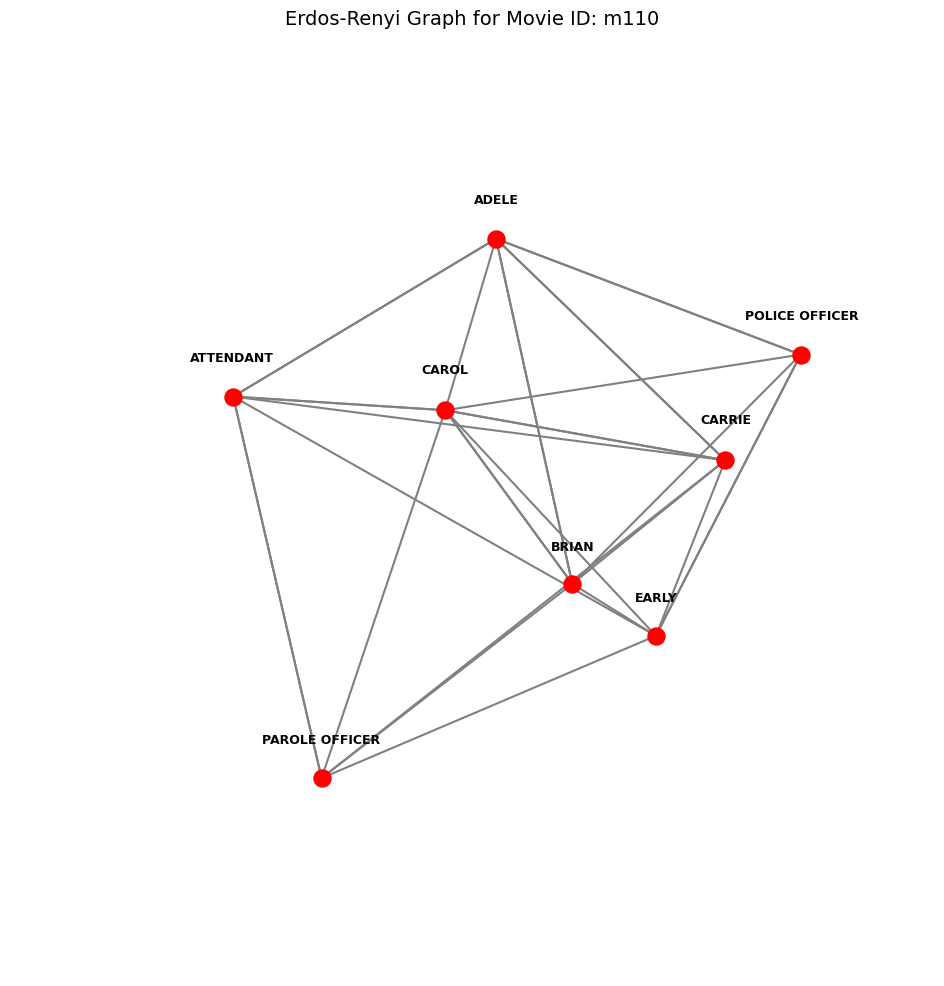 Erdos-Renyi Graph for Movie ID: m110
ADELE
POLICE OFFICER
ATTENDANT
CAROL
CARRIE
BRIAN
EARLY
PAROLE OFFICER